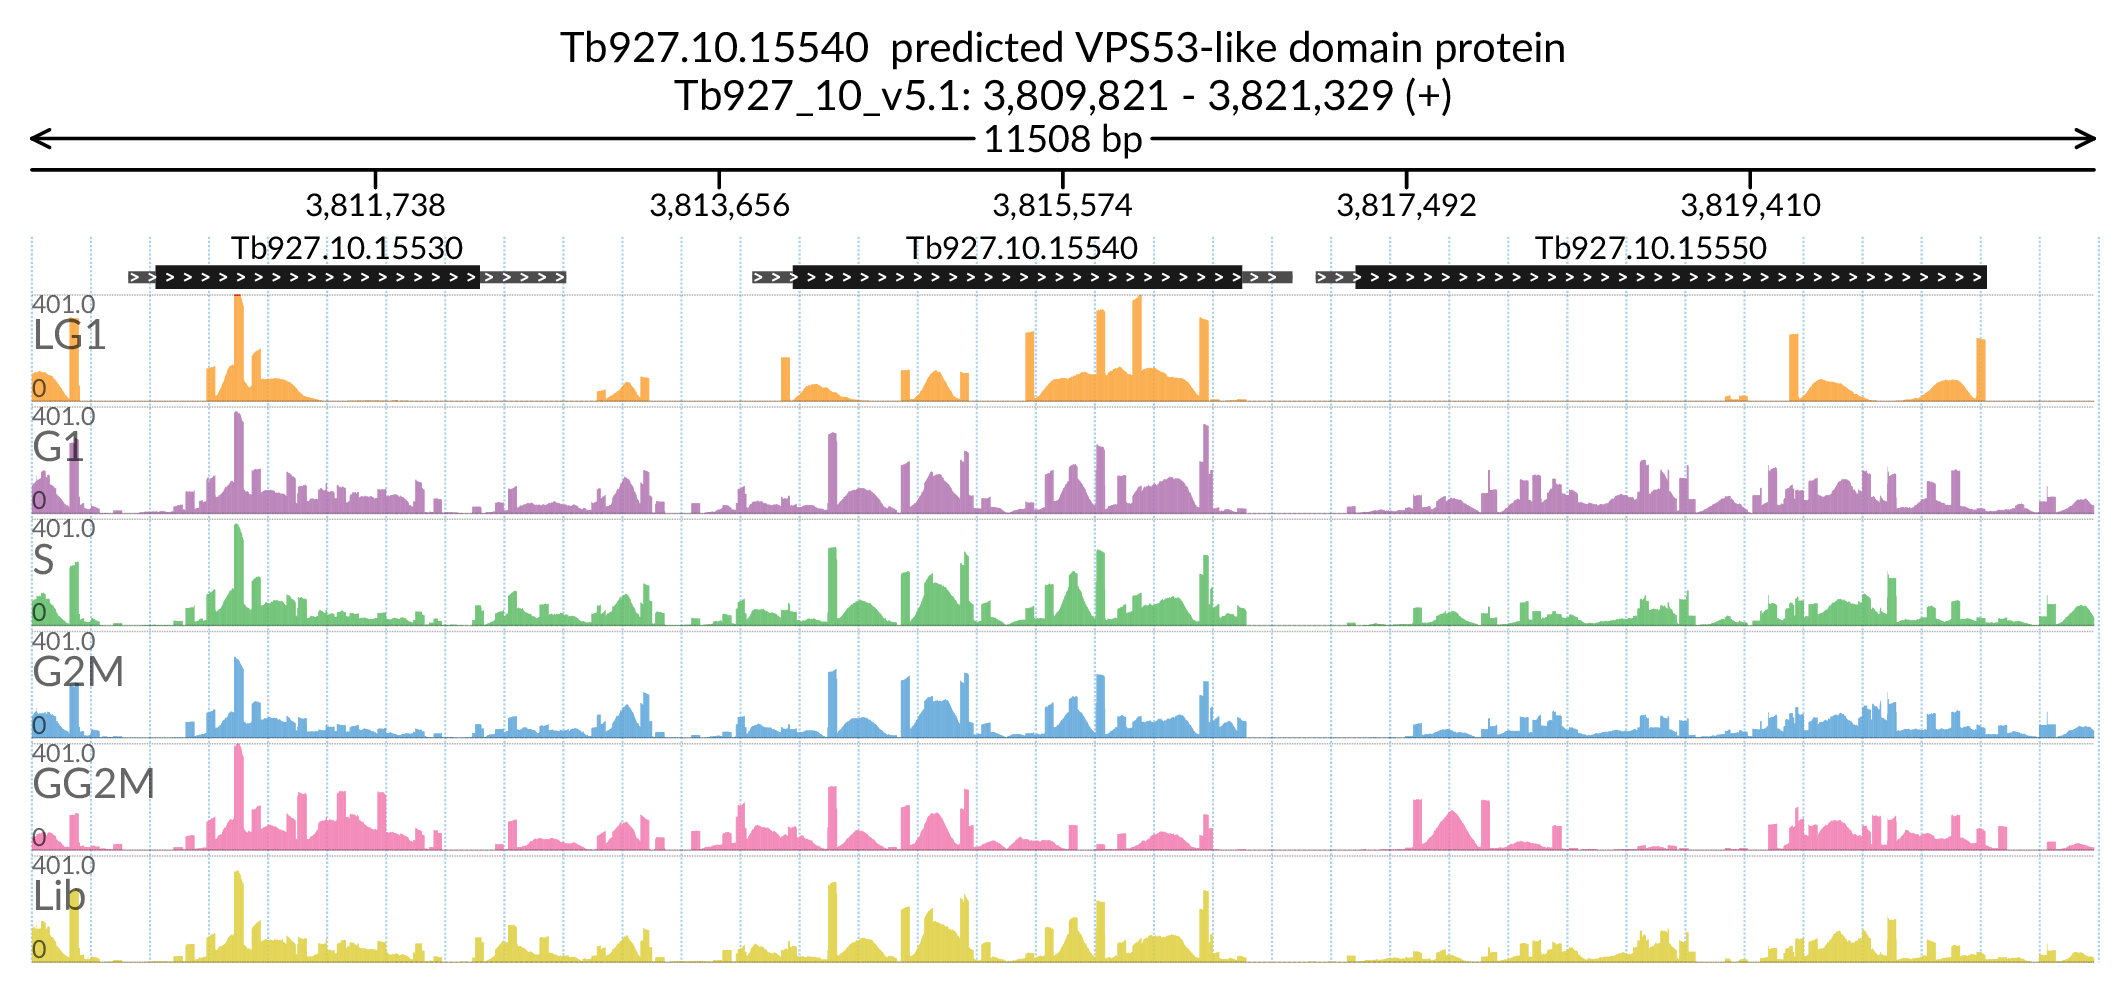 Tb927.10.15540  predicted VPS53-like domain protein
Tb927_10_v5.1: 3,809,821 - 3,821,329 (+)
11508 bp
3,811,738 3,813,656 3,815,574 3,817,492 3,819,410
Tb927.10.15530 Tb927.10.15540 Tb927.10.15550
401.0
LG1
0
401.0
G1
0
401.0
S
0
401.0
G2M
0
401.0
GG2M
0
401.0
Lib
0